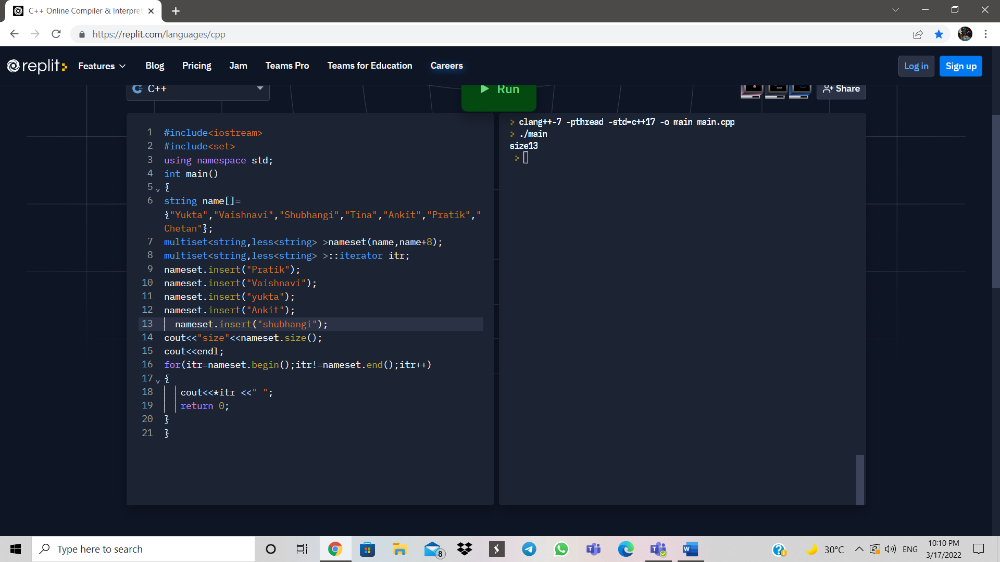 C++ Online Compiler & Interpret
https://replit.com/languages/cpp
replit Features Blog Pricing Jam Teams Pro Teams for Education Careers Log in Sign up
C++ Run Share
1 #include<iostream>
2 #include<set>
3 using namespace std;
4 int main()
5 {
6 string name[]=
{"Yukta","Vaishnavi","Shubhangi","Tina","Ankit","Pratik","
Chetan"};
7 multiset<string,less<string> >nameset(name,name+8);
8 multiset<string,less<string> >::iterator itr;
9 nameset.insert("Pratik");
10 nameset.insert("Vaishnavi");
11 nameset.insert("yukta");
12 nameset.insert("Ankit");
13 nameset.insert("shubhangi");
14 cout<<"size"<<nameset.size();
15 cout<<endl;
16 for(itr=nameset.begin();itr!=nameset.end();itr++)
17 {
18 cout<<*itr <<" ";
19 return 0;
20 }
21 }
clang++-7 -pthread -std=c++17 -o main main.cpp
./main
size13
Type here to search
8
30°C
ENG
10:10 PM
3/17/2022